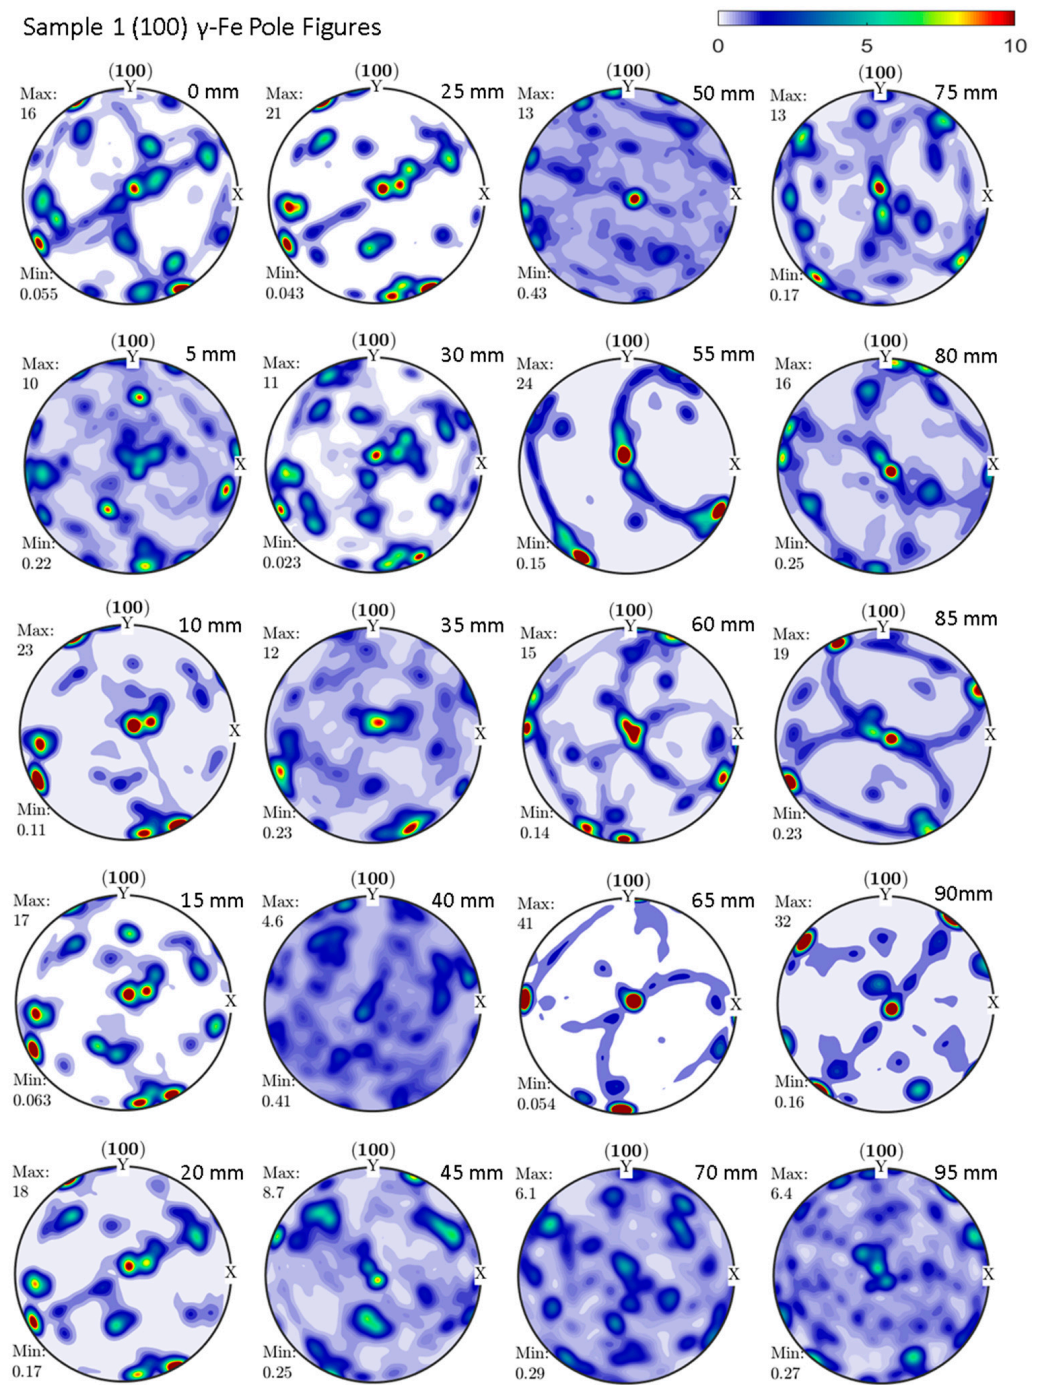 Sample 1 (100) γ-Fe Pole Figures
0 5 10
(100) (100) (100) (100)
Max: 16 Y 0 mm Max: 21 Y 25 mm Max: 13 Y 50 mm Max: 13 Y 75 mm
X X X X
Min: 0.055 Min: 0.043 Min: 0.43 Min: 0.17
(100) (100) (100) (100)
Max: 10 Y 5 mm Max: 11 Y 30 mm Max: 24 Y 55 mm Max: 16 Y 80 mm
X X X X
Min: 0.22 Min: 0.023 Min: 0.15 Min: 0.25
(100) (100) (100) (100)
Max: 23 Y 10 mm Max: 12 Y 35 mm Max: 15 Y 60 mm Max: 19 Y 85 mm
X X X X
Min: 0.11 Min: 0.23 Min: 0.14 Min: 0.23
(100) (100) (100) (100)
Max: 17 Y 15 mm Max: 4.6 Y 40 mm Max: 41 Y 65 mm Max: 32 Y 90mm
X X X X
Min: 0.063 Min: 0.41 Min: 0.054 Min: 0.16
(100) (100) (100) (100)
Max: 18 Y 20 mm Max: 8.7 Y 45 mm Max: 6.1 Y 70 mm Max: 6.4 Y 95 mm
X X X X
Min: 0.17 Min: 0.25 Min: 0.29 Min: 0.27